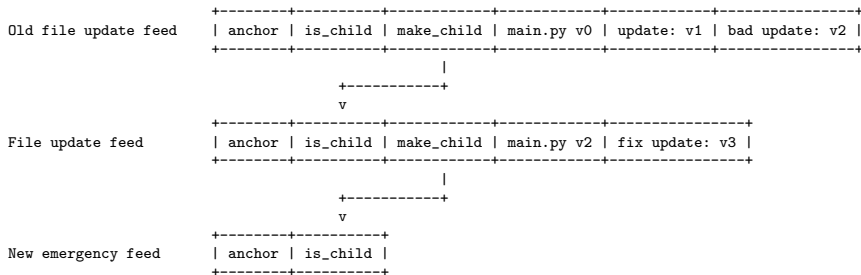 Old file update feed | anchor | is_child | make_child | main.py v0 | update: v1 | bad update: v2 |
v
File update feed | anchor | is_child | make_child | main.py v2 | fix update: v3 |
v
New emergency feed | anchor | is_child |